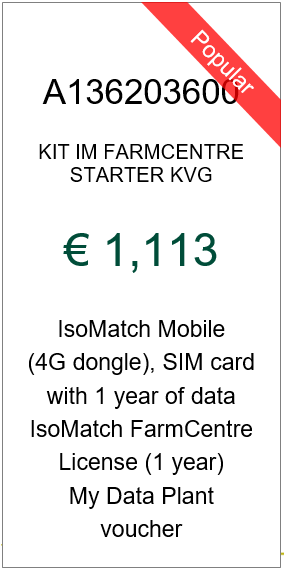 Popular
A136203600
KIT IM FARMCENTRE
STARTER KVG
€ 1,113
IsoMatch Mobile
(4G dongle), SIM card
with 1 year of data
IsoMatch FarmCentre
License (1 year)
My Data Plant
voucher